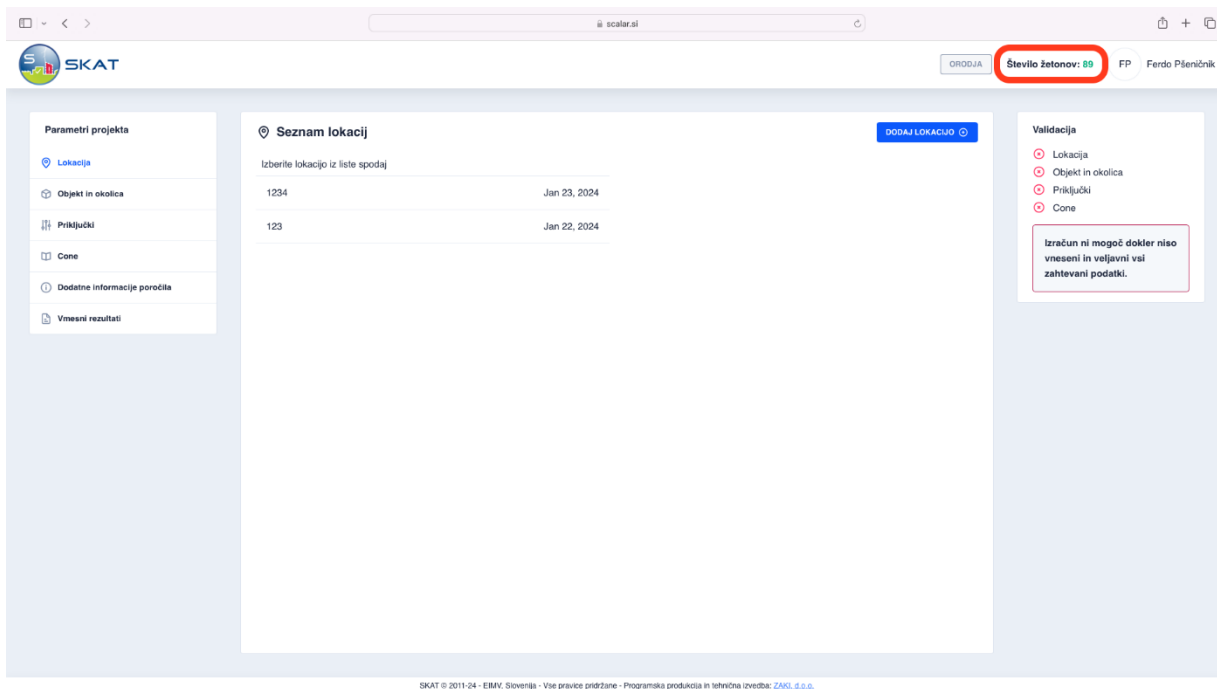 scalar.si
SKAT
ORODJA
Število žetonov: 89
FP
Ferdo Pšeničnik
Parametri projekta
Lokacija
Objekt in okolica
Priključki
Cone
Dodatne informacije poročila
Vmesni rezultati
Seznam lokacij
DODAJ LOKACIJO
Izberite lokacijo iz liste spodaj
1234 Jan 23, 2024
123 Jan 22, 2024
Validacija
Lokacija
Objekt in okolica
Priključki
Cone
Izračun ni mogoč dokler niso
vneseni in veljavni vsi
zahtevani podatki.
SKAT © 2011-24 - EIMV, Slovenija - Vse pravice pridržane - Programska produkcija in tehnična izvedba: ZAKI, d.o.o.